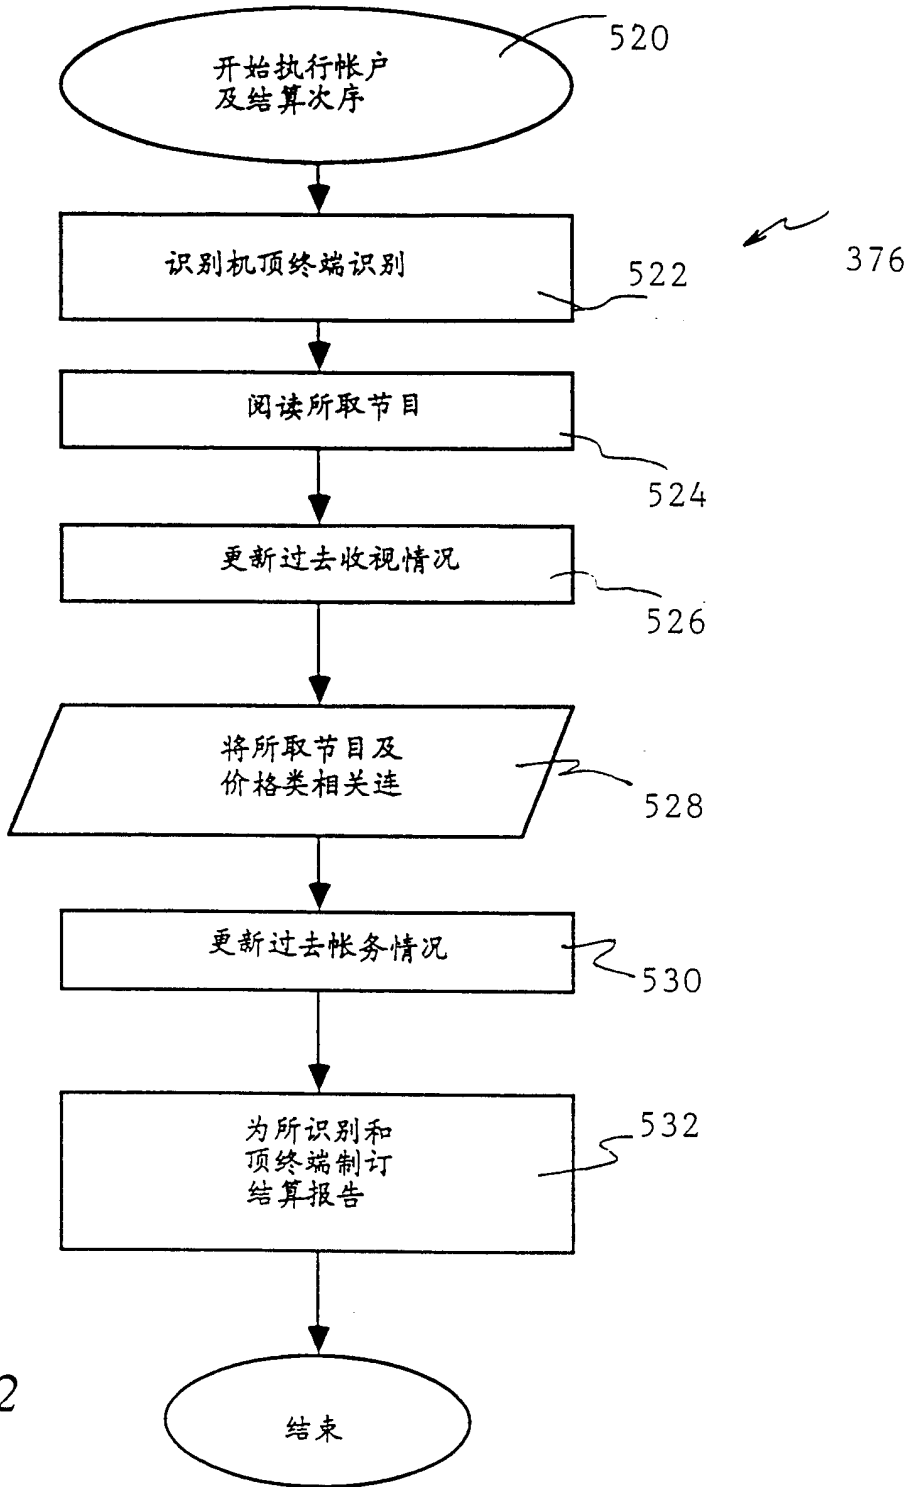 开始执行帐户
及结算次序
520
识别机顶终端识别
522
376
阅读所取节目
524
更新过去收视情况
526
将所取节目及
价格类相关连
528
更新过去帐务情况
530
为所识别和
顶终端制订
结算报告
532
2
结束